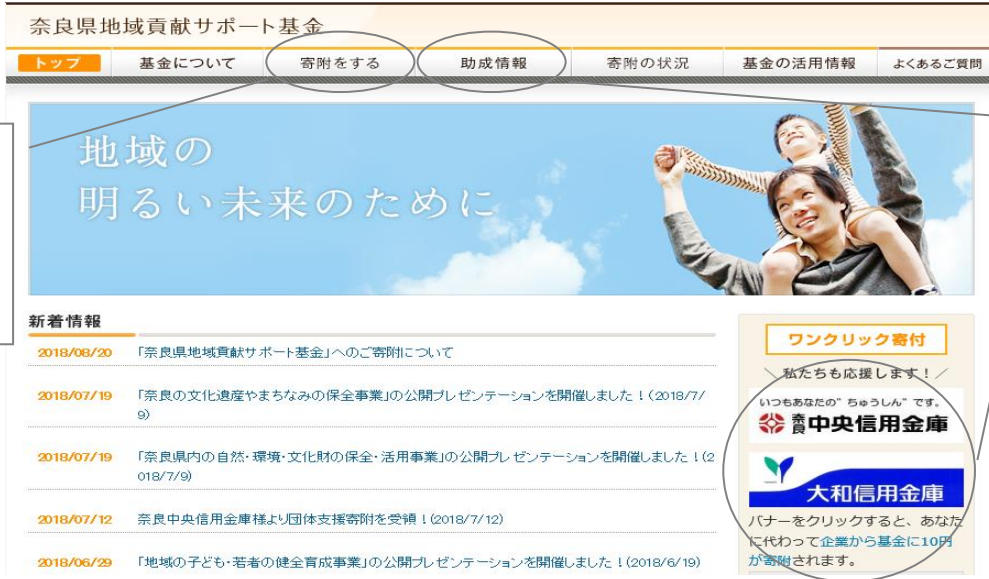 奈良県地域貢献サポート基金
トップ 基金について 寄附をする 助成情報 寄附の状況 基金の活用情報 よくあるご質問
地域の
明るい未来のために
新着情報
2018/08/20 「奈良県地域貢献サポート基金」へのご寄附について
2018/07/19 「奈良の文化遺産やまちなみの保全事業」の公開プレゼンテーションを開催しました！(2018/7/
9)
2018/07/19 「奈良県内の自然・環境・文化財の保全・活用事業」の公開プレゼンテーションを開催しました！(2
018/7/9)
2018/07/12 奈良中央信用金庫様より団体支援寄附を受領！(2018/7/12)
2018/06/29 「地域の子ども・若者の健全育成事業」の公開プレゼンテーションを開催しました！(2018/6/19)
ワンクリック寄付
＼私たちも応援します！／
いつもあなたの”ちゅうしん”です。
奈良中央信用金庫
大和信用金庫
バナーをクリックすると、あなた
に代わって企業から基金に10円
が寄附されます。